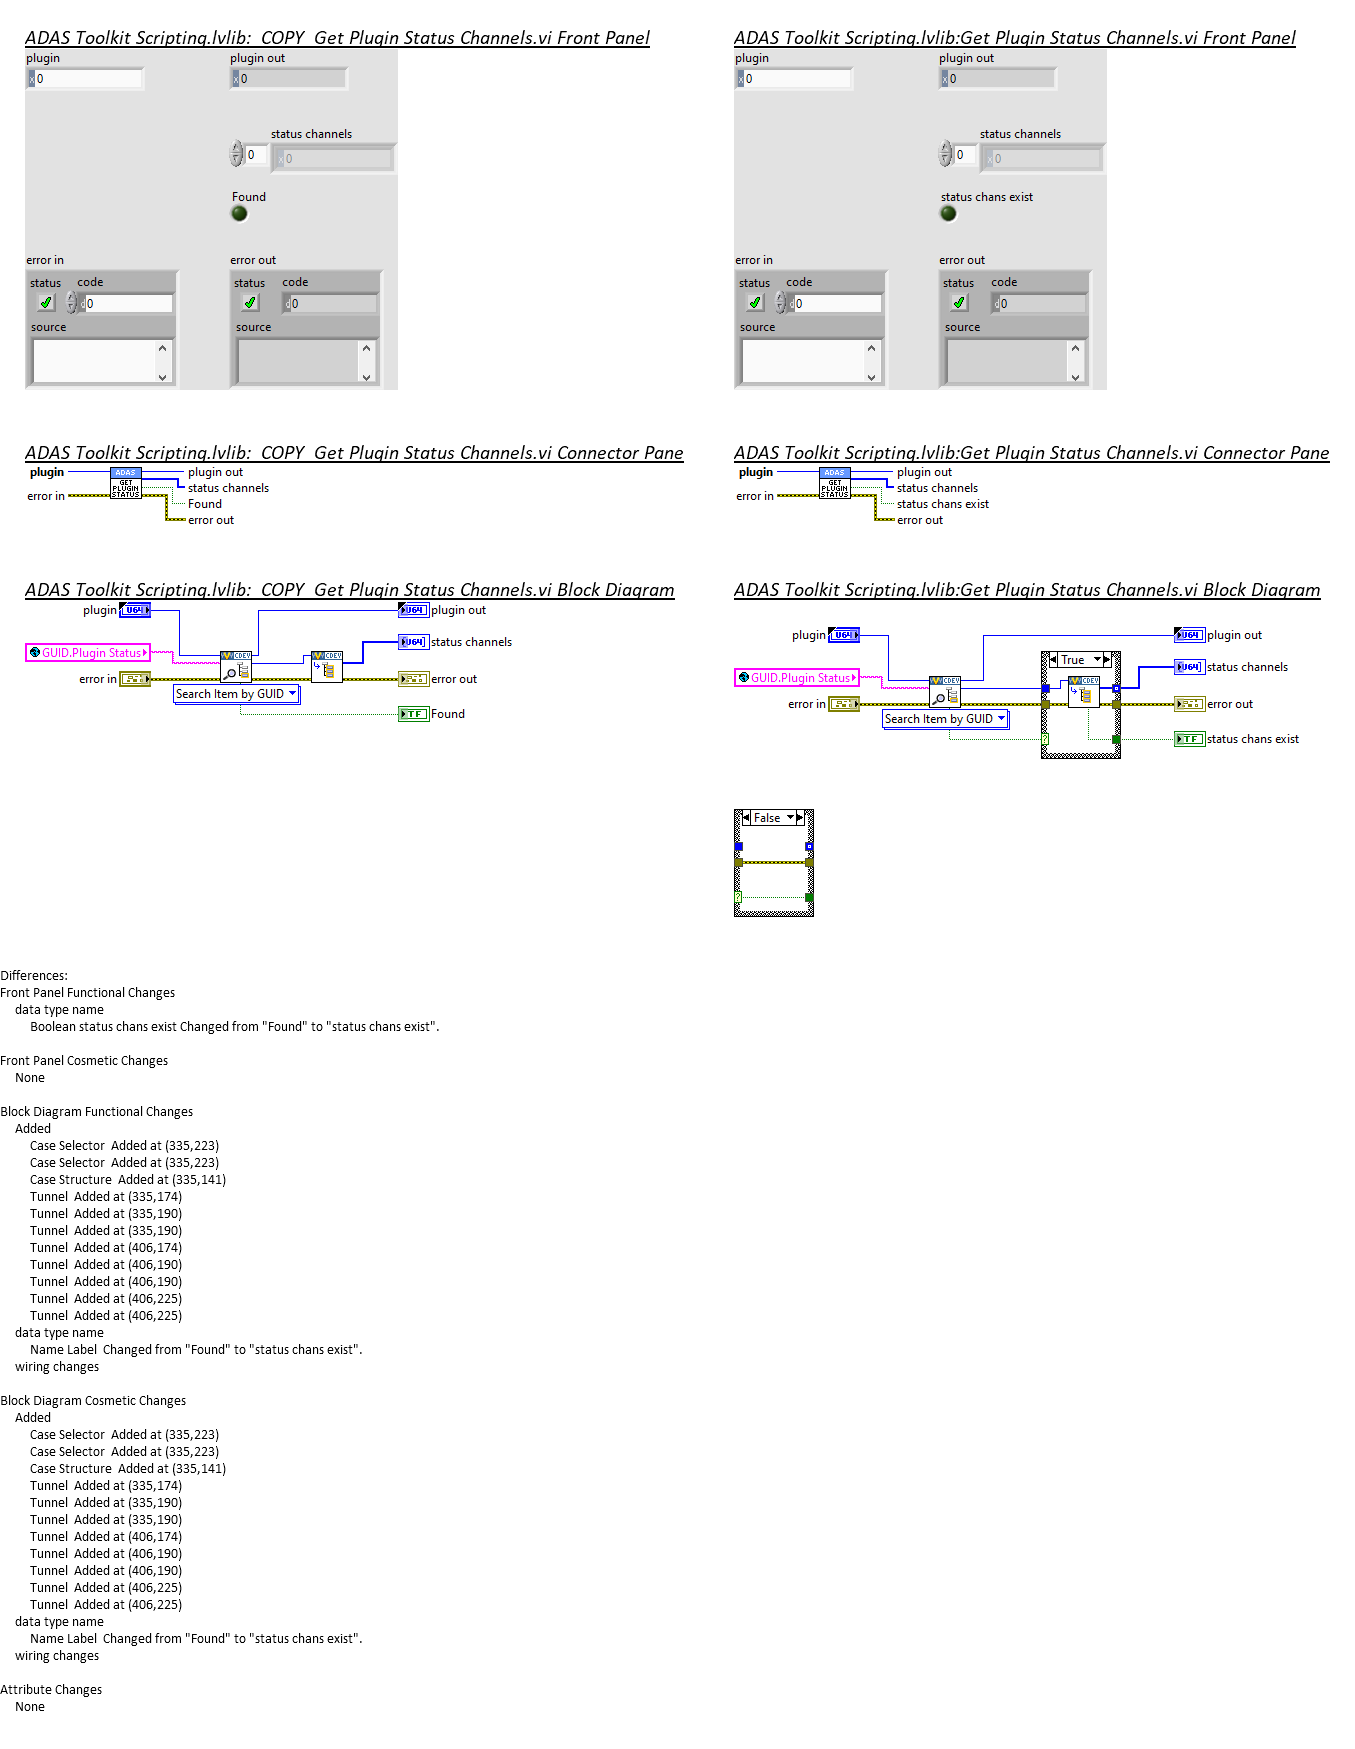 ADAS Toolkit Scripting.lvlib:  COPY  Get Plugin Status Channels.vi Front Panel
plugin
x 0
plugin out
x 0
status channels
0
x 0
Found
error in
status
code
d 0
source
error out
status
code
d 0
source
ADAS Toolkit Scripting.lvlib:Get Plugin Status Channels.vi Front Panel
plugin
x 0
plugin out
x 0
status channels
0
x 0
status chans exist
error in
status
code
d 0
source
error out
status
code
d 0
source
ADAS Toolkit Scripting.lvlib:  COPY  Get Plugin Status Channels.vi Connector Pane
plugin
error in
ADAS
GET
PLUGIN
STATUS
plugin out
status channels
Found
error out
ADAS Toolkit Scripting.lvlib:Get Plugin Status Channels.vi Connector Pane
plugin
error in
ADAS
GET
PLUGIN
STATUS
plugin out
status channels
status chans exist
error out
ADAS Toolkit Scripting.lvlib:  COPY  Get Plugin Status Channels.vi Block Diagram
plugin
U64
U64
plugin out
U64]
status channels
GUID.Plugin Status
CDEV
CDEV
error in
error out
Search Item by GUID
TF
Found
ADAS Toolkit Scripting.lvlib:Get Plugin Status Channels.vi Block Diagram
plugin
U64
U64
plugin out
True
U64]
status channels
GUID.Plugin Status
CDEV
CDEV
error in
error out
Search Item by GUID
?
TF
status chans exist
False
?
Differences:
Front Panel Functional Changes
data type name
Boolean status chans exist Changed from "Found" to "status chans exist".
Front Panel Cosmetic Changes
None
Block Diagram Functional Changes
Added
Case Selector  Added at (335,223)
Case Selector  Added at (335,223)
Case Structure  Added at (335,141)
Tunnel  Added at (335,174)
Tunnel  Added at (335,190)
Tunnel  Added at (335,190)
Tunnel  Added at (406,174)
Tunnel  Added at (406,190)
Tunnel  Added at (406,190)
Tunnel  Added at (406,225)
Tunnel  Added at (406,225)
data type name
Name Label  Changed from "Found" to "status chans exist".
wiring changes
Block Diagram Cosmetic Changes
Added
Case Selector  Added at (335,223)
Case Selector  Added at (335,223)
Case Structure  Added at (335,141)
Tunnel  Added at (335,174)
Tunnel  Added at (335,190)
Tunnel  Added at (335,190)
Tunnel  Added at (406,174)
Tunnel  Added at (406,190)
Tunnel  Added at (406,190)
Tunnel  Added at (406,225)
Tunnel  Added at (406,225)
data type name
Name Label  Changed from "Found" to "status chans exist".
wiring changes
Attribute Changes
None